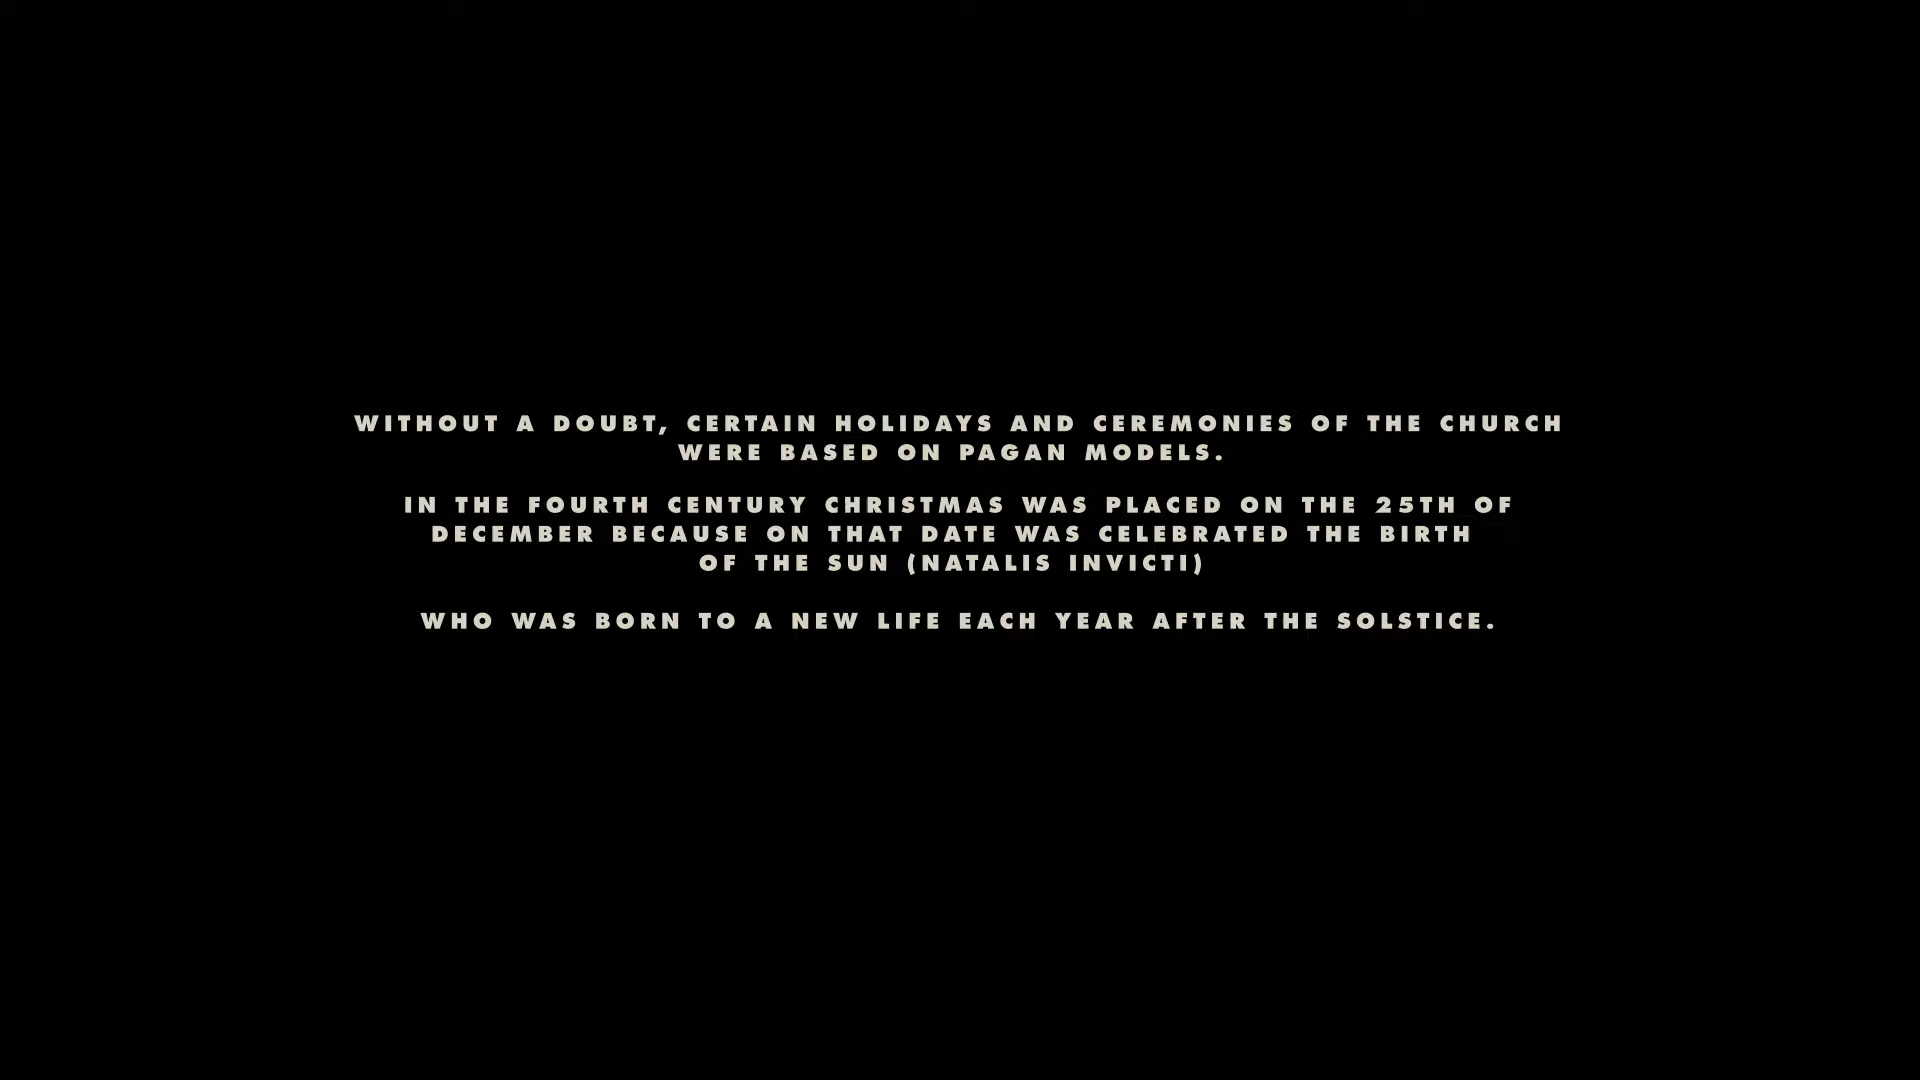 WITHOUT A DOUBT, CERTAIN HOLIDAYS AND CEREMONIES OF THE CHURCH
WERE BASED ON PAGAN MODELS.
IN THE FOURTH CENTURY CHRISTMAS WAS PLACED ON THE 25TH OF
DECEMBER BECAUSE ON THAT DATE WAS CELEBRATED THE BIRTH
OF THE SUN (NATALIS INVICTI)
WHO WAS BORN TO A NEW LIFE EACH YEAR AFTER THE SOLSTICE.